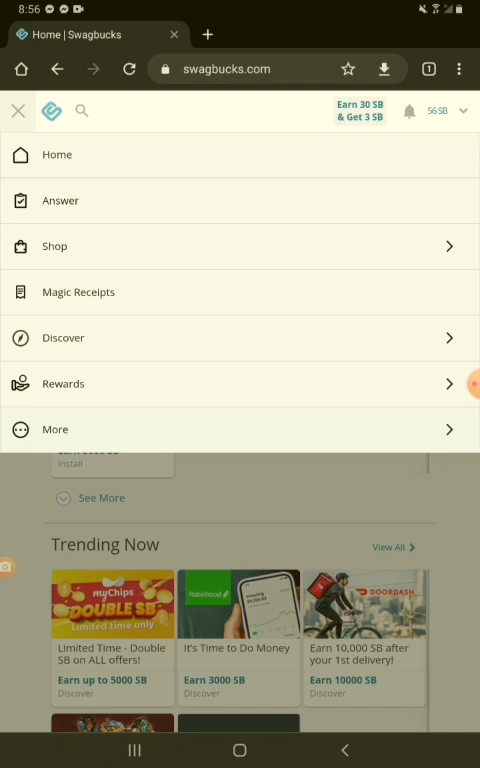 8:56
Home | Swagbucks
swagbucks.com
1
Earn 30 SB
& Get 3 SB
56 SB
Home
Answer
Shop
Magic Receipts
Discover
Rewards
More
Install
See More
Trending Now
View All
myChips
DOUBLE SB
Limited time only
Robinhood
DOORDASH
Limited Time - Double
SB on ALL offers!
Earn up to 5000 SB
Discover
It's Time to Do Money
Earn 3000 SB
Discover
Earn 10,000 SB after
your 1st delivery!
Earn 10000 SB
Discover